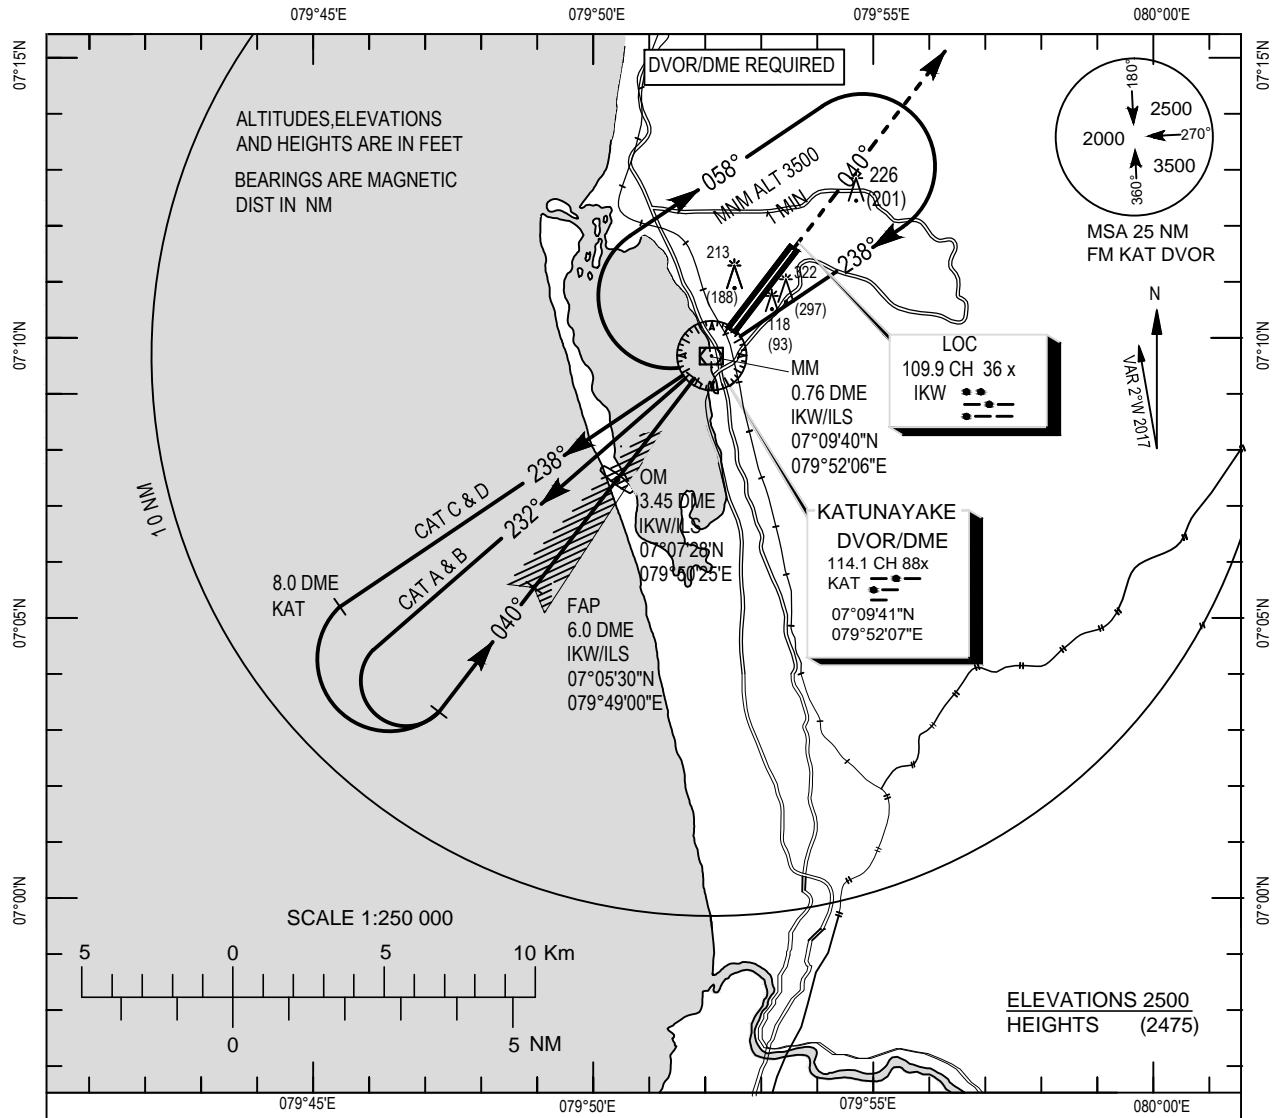 079°45'E
079°50'E
079°55'E
080°00'E
07°15'N
07°15'N
DVOR/DME REQUIRED
ALTITUDES,ELEVATIONS
AND HEIGHTS ARE IN FEET
BEARINGS ARE MAGNETIC
DIST IN NM
180°
2500
2000
270°
3500
360°
MSA 25 NM
FM KAT DVOR
058°
MNM ALT 3500
1 MIN
040°
226
(201)
238°
213
(188)
322
(297)
118
(93)
N
VAR 2°W 2017
07°10'N
07°10'N
LOC
109.9 CH 36 x
IKW
MM
0.76 DME
IKW/ILS
07°09'40"N
079°52'06"E
10 NM
238°
CAT C & D
232°
CAT A & B
OM
3.45 DME
IKW/ILS
07°07'28"N
079°50'25"E
KATUNAYAKE
DVOR/DME
114.1 CH 88x
KAT
07°09'41"N
079°52'07"E
8.0 DME
KAT
040°
FAP
6.0 DME
IKW/ILS
07°05'30"N
079°49'00"E
07°05'N
07°05'N
07°00'N
07°00'N
SCALE 1:250 000
5 0 5 10 Km
0 5 NM
ELEVATIONS 2500
HEIGHTS (2475)
079°45'E
079°50'E
079°55'E
080°00'E